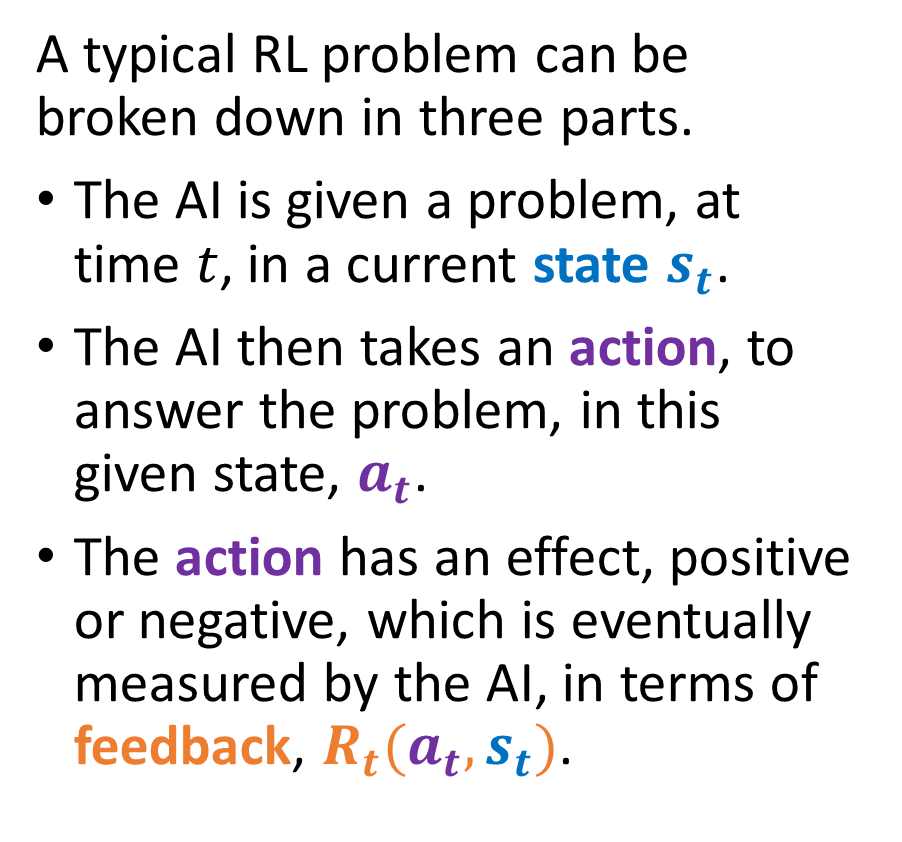 A typical RL problem can be
broken down in three parts.
• The AI is given a problem, at
time t, in a current state sₜ.
• The AI then takes an action, to
answer the problem, in this
given state, aₜ.
• The action has an effect, positive
or negative, which is eventually
measured by the AI, in terms of
feedback, Rₜ(aₜ, sₜ).